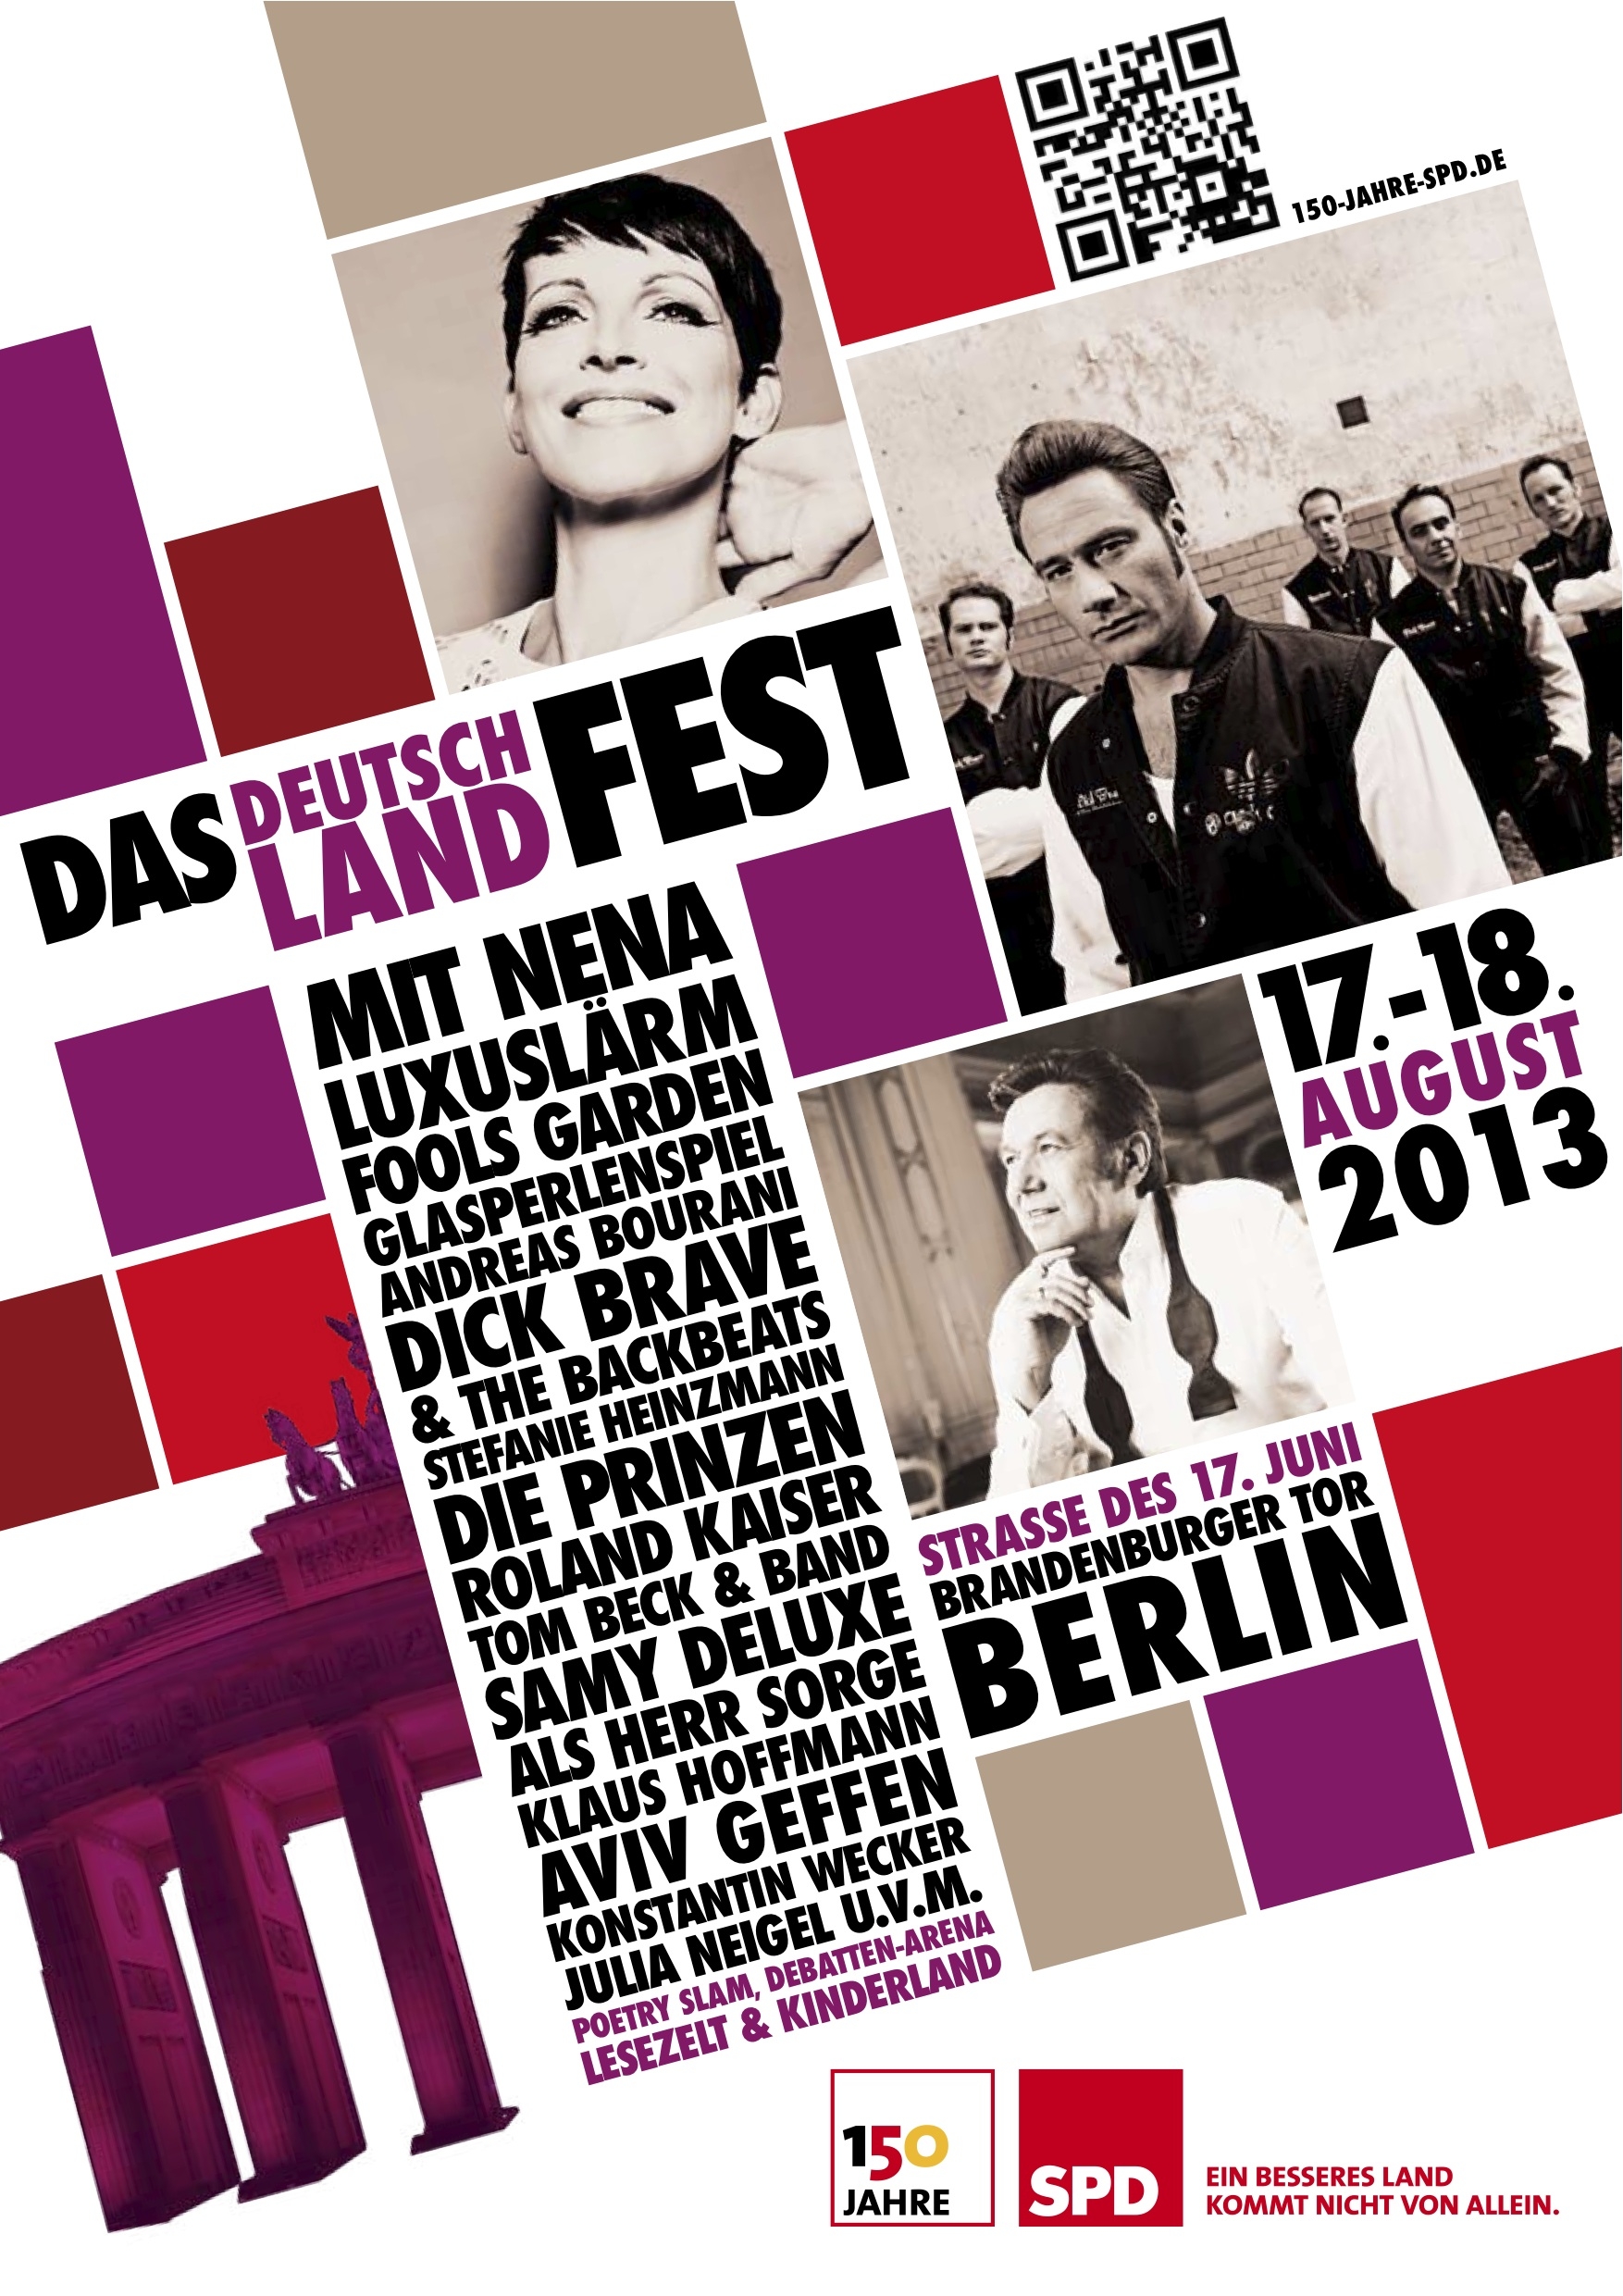 150-JAHRE-SPD.DE
DAS DEUTSCH
LAND FEST
MIT NENA
LUXUSLÄRM
FOOLS GARDEN
GLASPERLENSPIEL
ANDREAS BOURANI
DICK BRAVE
& THE BACKBEATS
STEFANIE HEINZMANN
DIE PRINZEN
ROLAND KAISER
TOM BECK & BAND
SAMY DELUXE
ALS HERR SORGE
KLAUS HOFFMANN
AVIV GEFFEN
KONSTANTIN WECKER
JULIA NEIGEL U.V.M.
POETRY SLAM, DEBATTEN-ARENA
LESEZELT & KINDERLAND
17.-18.
AUGUST
2013
STRASSE DES 17. JUNI
BRANDENBURGER TOR
BERLIN
150
JAHRE
SPD
EIN BESSERES LAND
KOMMT NICHT VON ALLEIN.